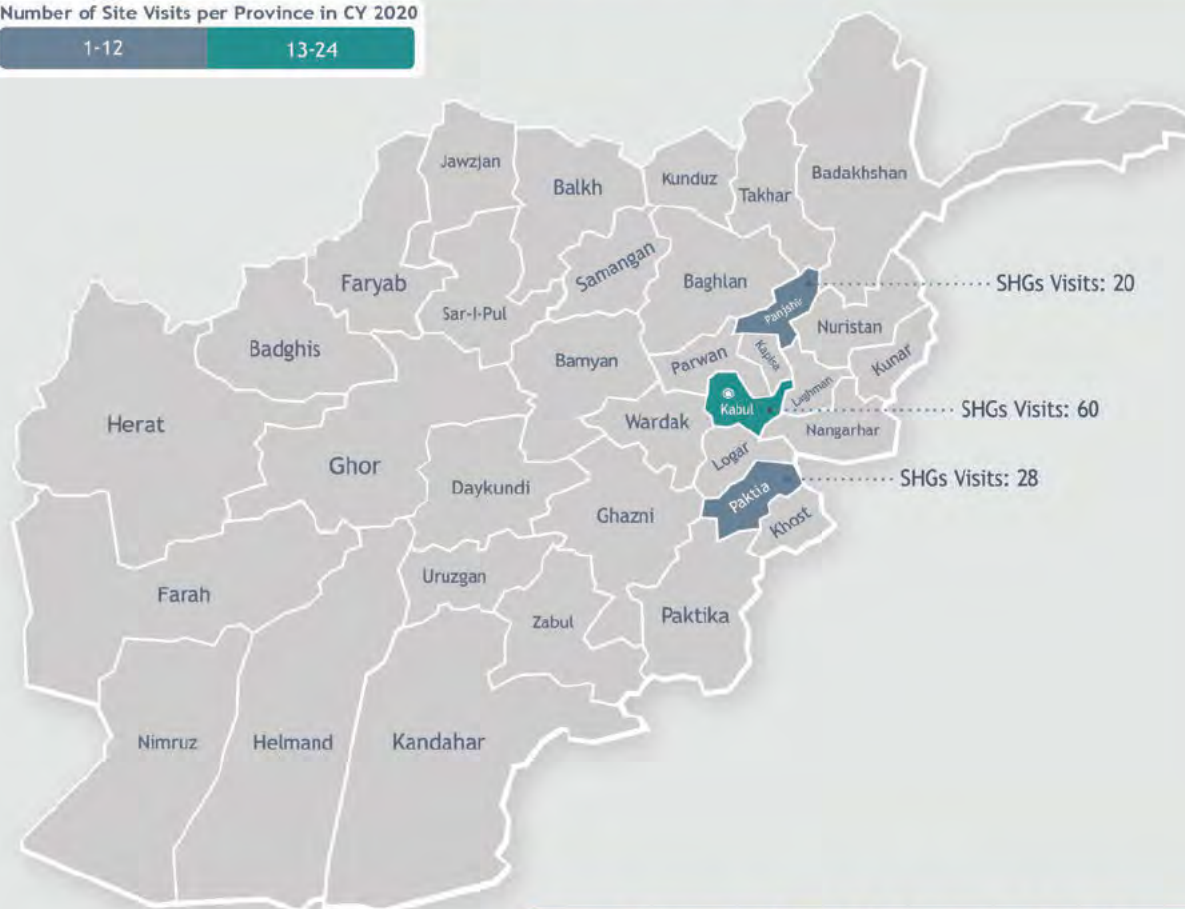 Number of Site Visits per Province in CY 2020
1-12 13-24
Jawzjan
Balkh
Kunduz
Takhar
Badakhshan
Faryab
Samangan
Baghlan
Panjshir
SHGs Visits: 20
Sar-I-Pul
Nuristan
Badghis
Bamyan
Parwan
Kapisa
Kunar
Laghman
Herat
Wardak
Kabul
SHGs Visits: 60
Nangarhar
Ghor
Logar
Daykundi
Paktia
SHGs Visits: 28
Ghazni
Khost
Uruzgan
Farah
Zabul
Paktika
Nimruz
Helmand
Kandahar